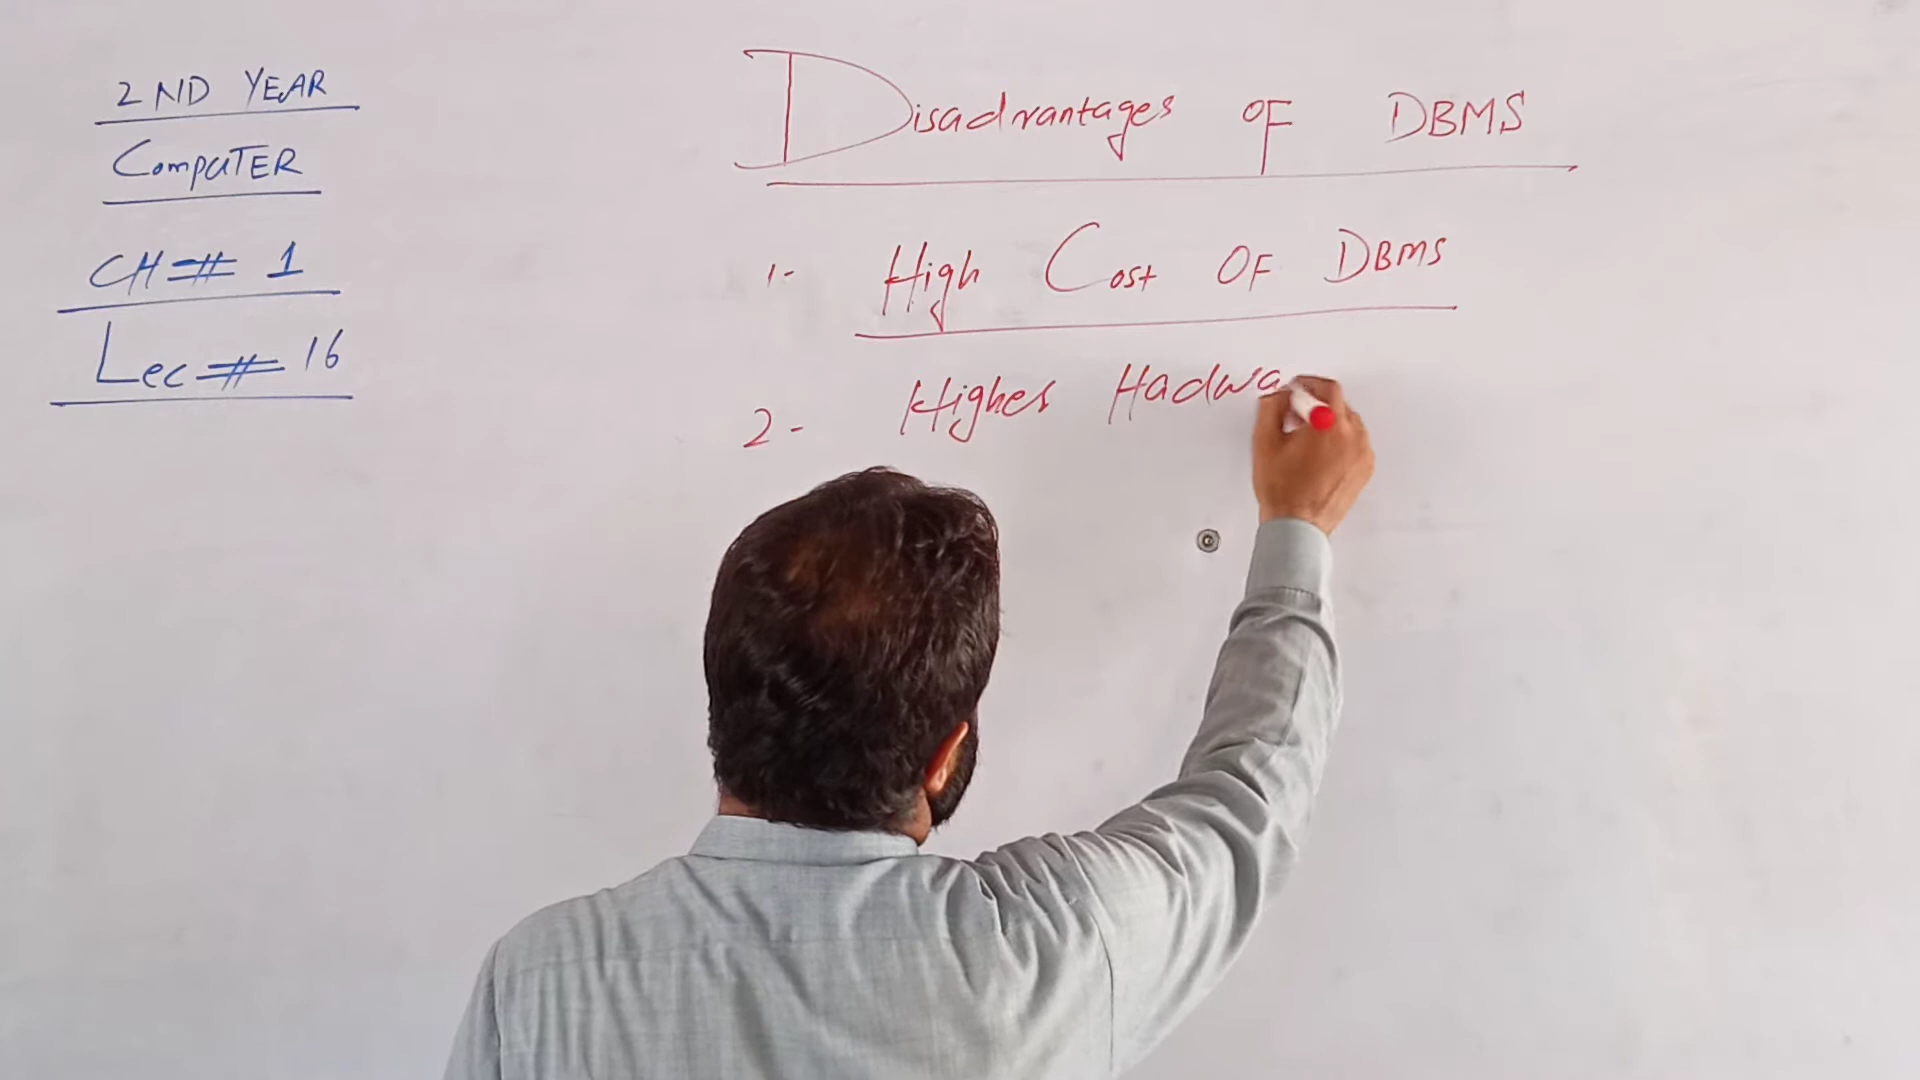 2ND YEAR
COMPUTER
CH# 1
Lec# 16
Disadvantages OF DBMS
1- High Cost OF DBMS
2- Higher Hadwa